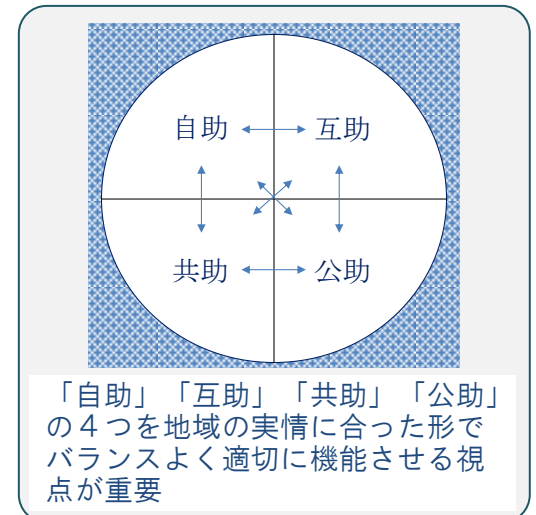 自助 互助
共助 公助
「自助」「互助」「共助」「公助」
の４つを地域の実情に合った形で
バランスよく適切に機能させる視
点が重要